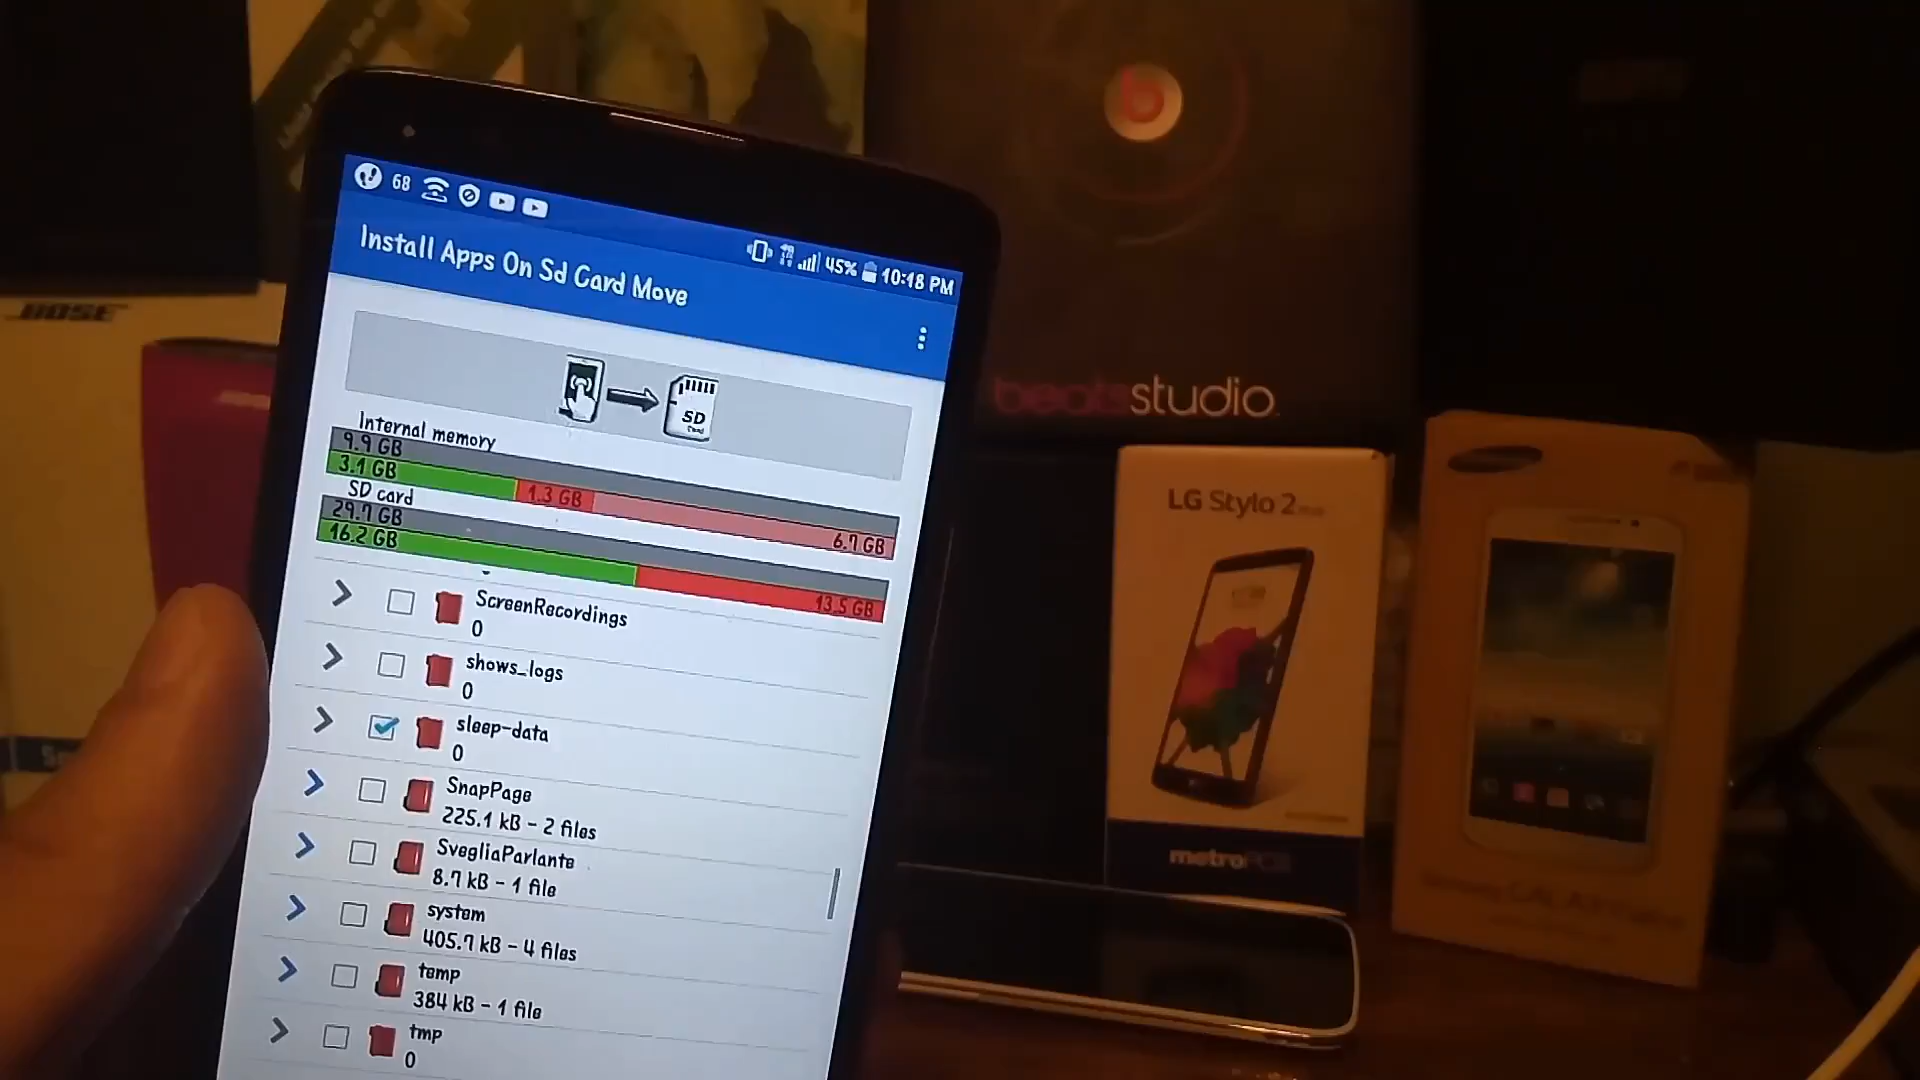 68
45% 10:18 PM
Install Apps On Sd Card Move
SD
Card
Internal memory
9.9 GB
3.1 GB
1.3 GB
6.7 GB
SD card
29.7 GB
16.2 GB
13.5 GB
ScreenRecordings
0
shows_logs
0
sleep-data
0
SnapPage
225.1 kB - 2 files
SvegliaParlante
8.7 kB - 1 file
system
405.7 kB - 4 files
temp
384 kB - 1 file
tmp
0
BOSE
b
beatsstudio
LG Stylo 2
metroPCS
SAMSUNG